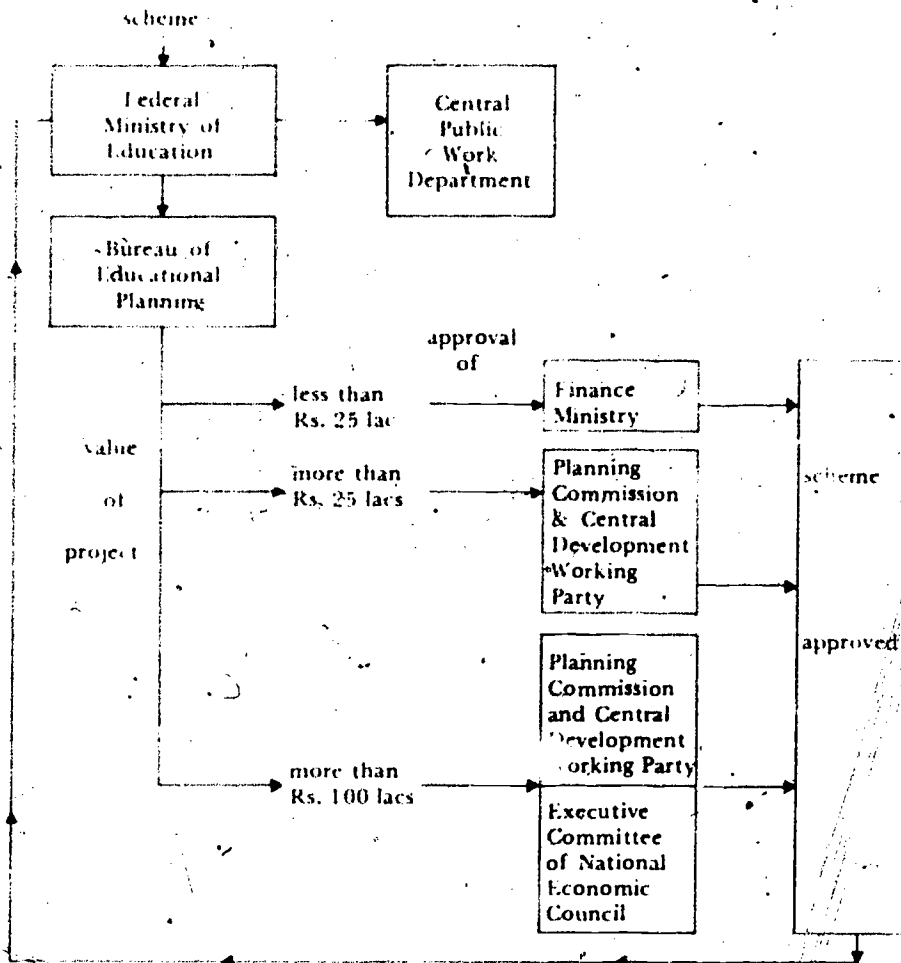 scheme
Federal
Ministry of
Education
Central
Public
Work
Department
Bureau of
Educational
Planning
approval
of
less than
Rs. 25 lac
Finance
Ministry
value
of
project
more than
Rs. 25 lacs
Planning
Commission
& Central
Development
Working
Party
scheme
approved
Planning
Commission
and Central
Development
Working Party
more than
Rs. 100 lacs
Executive
Committee
of National
Economic
Council